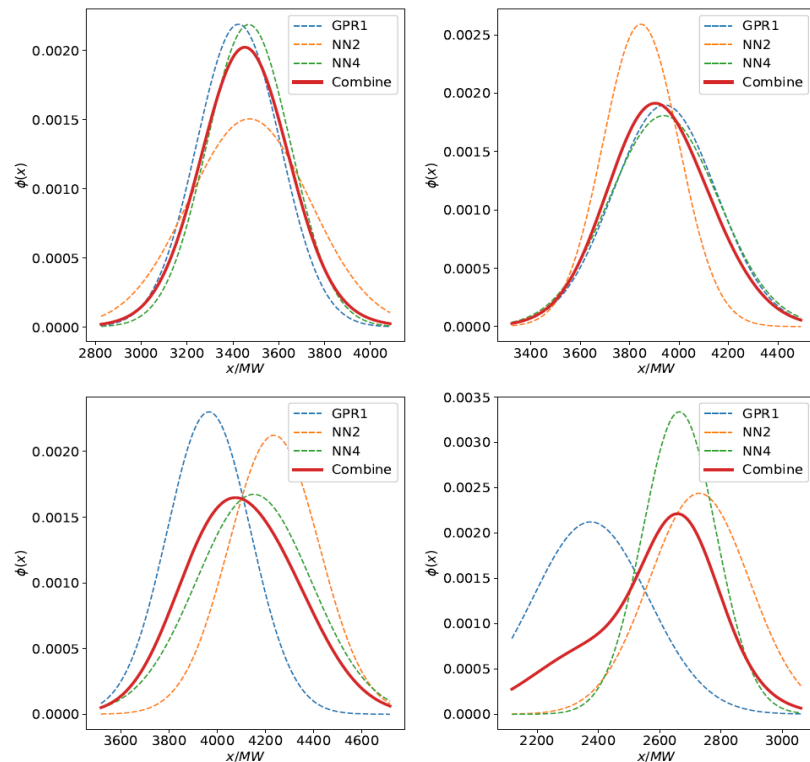 GPR1
NN2
NN4
Combine
0.0020
0.0015
0.0010
0.0005
0.0000
ϕ(x)
2800 3000 3200 3400 3600 3800 4000
x/MW
GPR1
NN2
NN4
Combine
0.0025
0.0020
0.0015
0.0010
0.0005
0.0000
ϕ(x)
3400 3600 3800 4000 4200 4400
x/MW
GPR1
NN2
NN4
Combine
0.0020
0.0015
0.0010
0.0005
0.0000
ϕ(x)
3600 3800 4000 4200 4400 4600
x/MW
GPR1
NN2
NN4
Combine
0.0035
0.0030
0.0025
0.0020
0.0015
0.0010
0.0005
0.0000
ϕ(x)
2200 2400 2600 2800 3000
x/MW